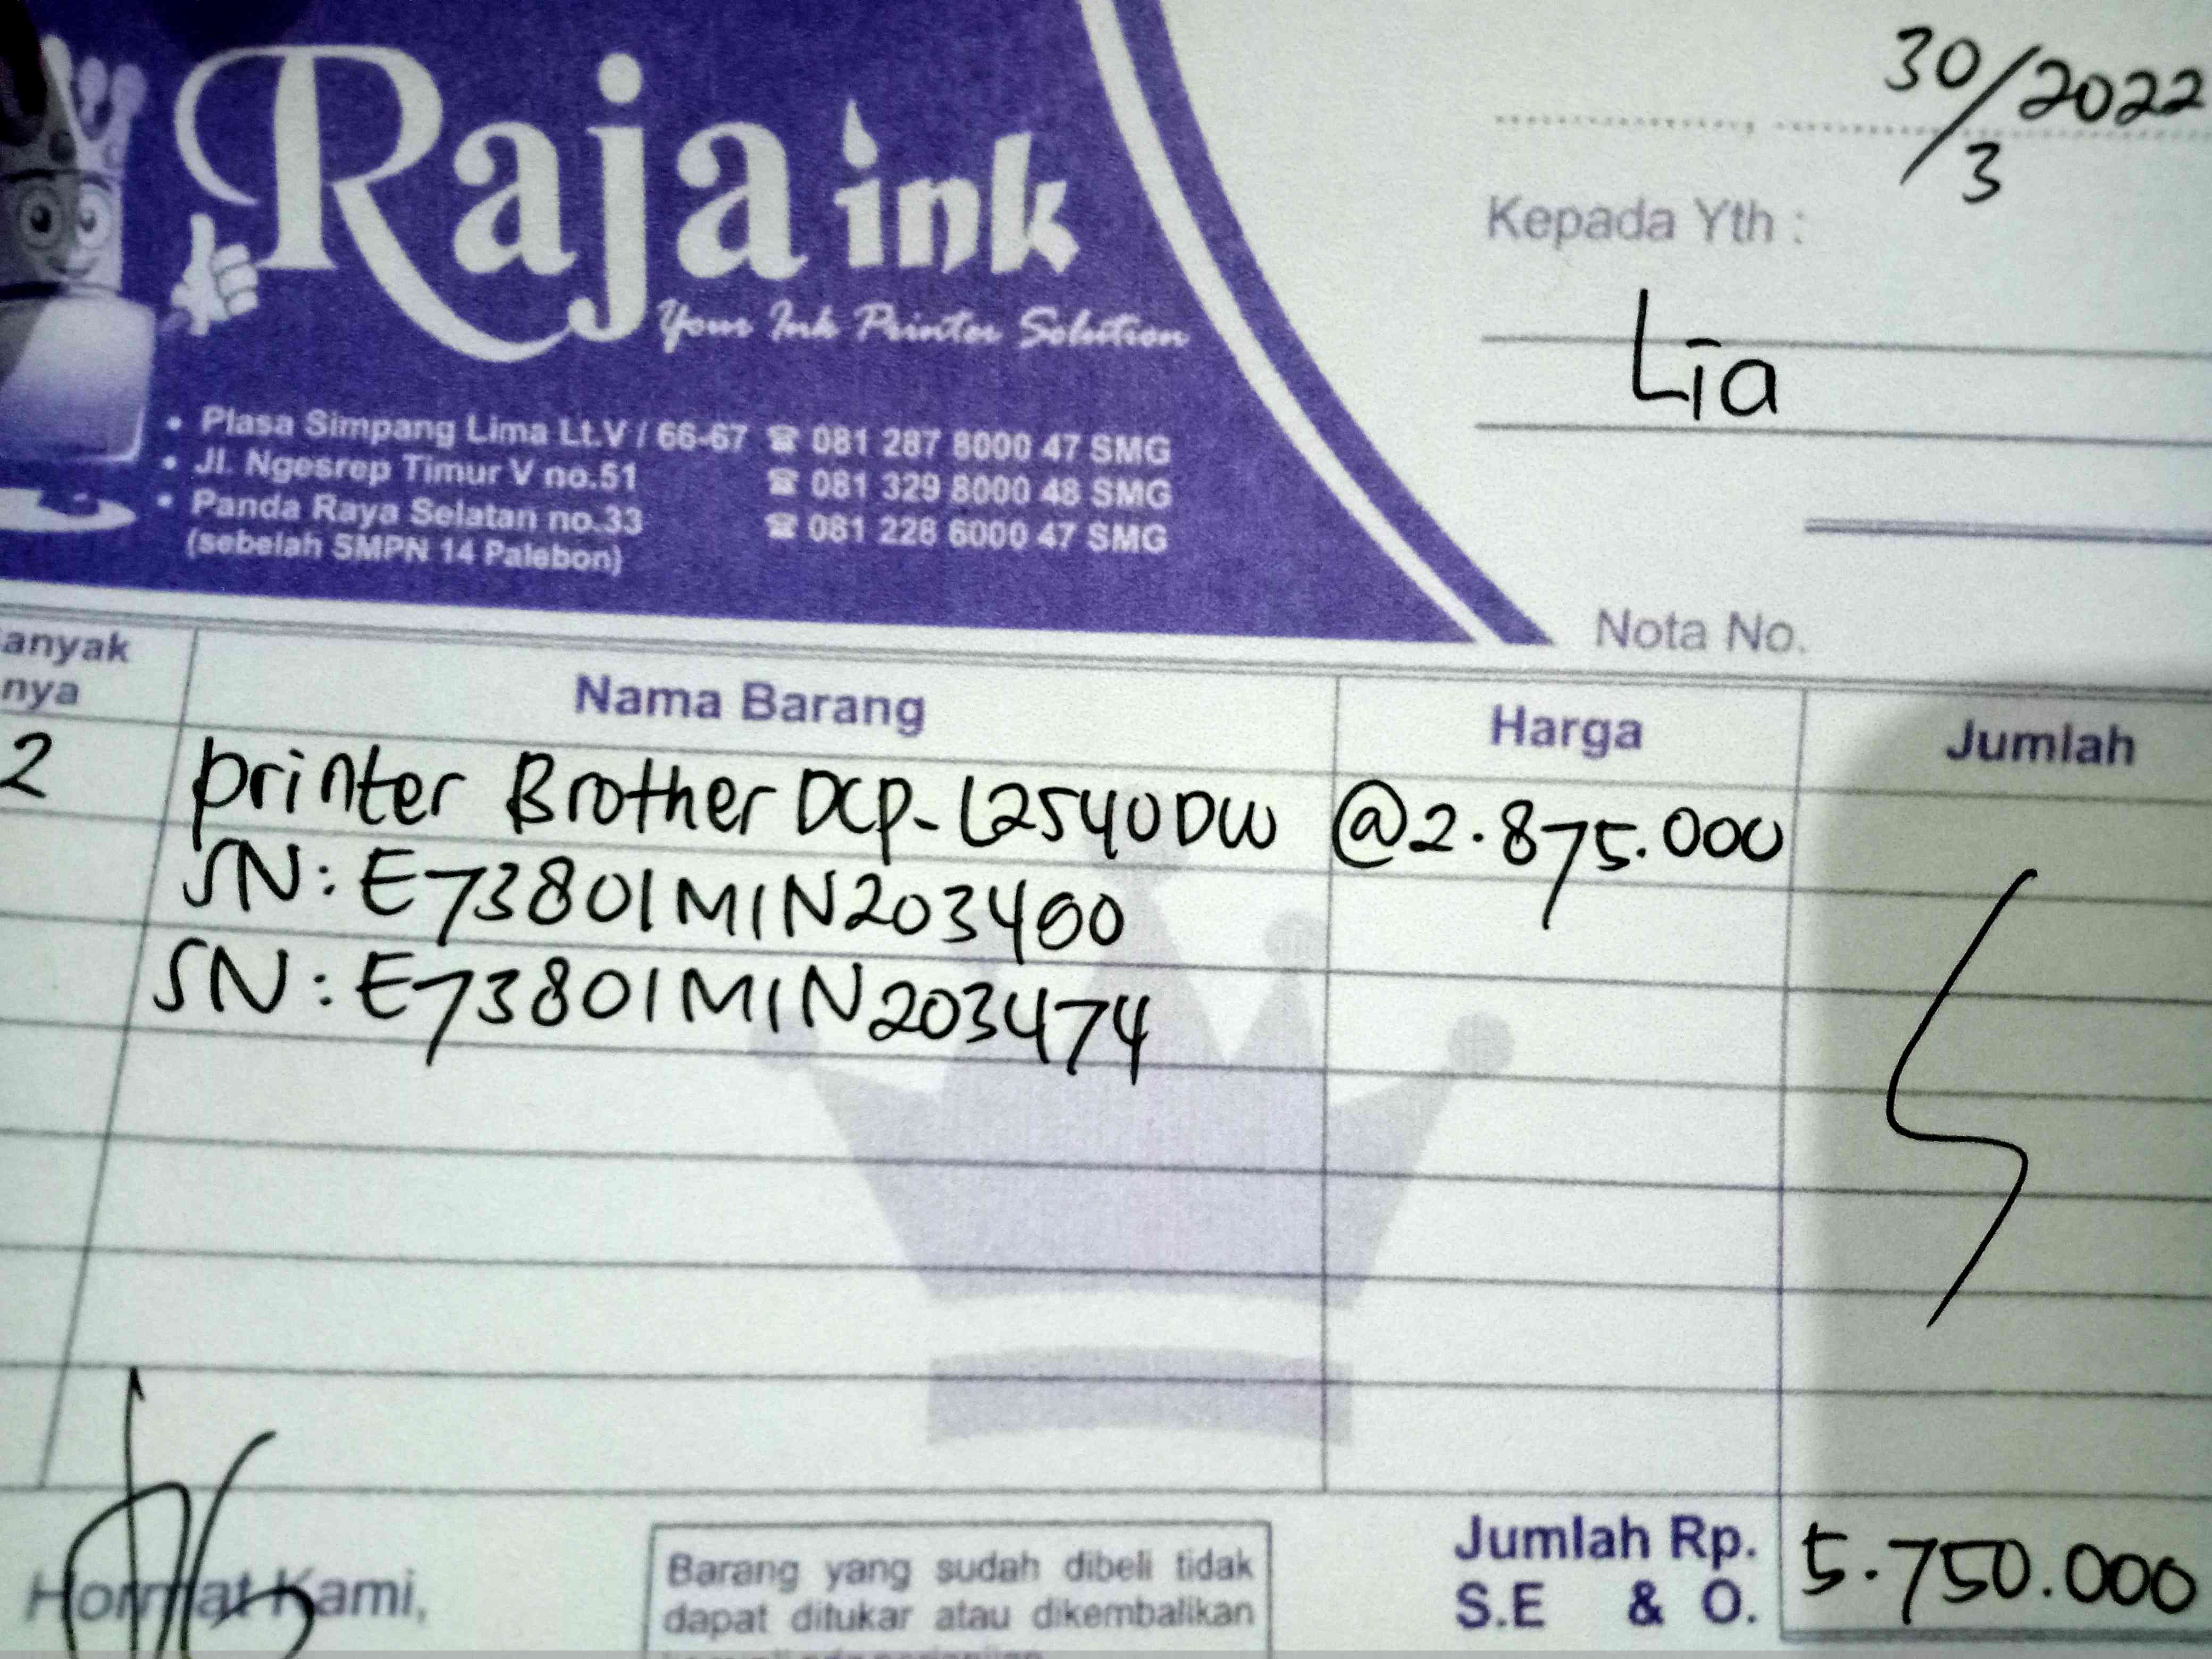 30/3 2022
Raja ink
Your Ink Printer Solution
Kepada Yth :
Lia
• Plasa Simpang Lima Lt.V / 66-67 ☎ 081 287 8000 47 SMG
• Jl. Ngesrep Timur V no.51 ☎ 081 329 8000 48 SMG
• Panda Raya Selatan no.33 ☎ 081 228 6000 47 SMG
(sebelah SMPN 14 Palebon)
Nota No.
anyak
nya
Nama Barang
Harga
Jumlah
2 printer Brother DCP-L2540DW @2.875.000
SN: E73801M1N203400
SN: E73801M1N203474
Hormat Kami,
Barang yang sudah dibeli tidak
dapat ditukar atau dikembalikan
Jumlah Rp. 5.750.000
S.E & O.